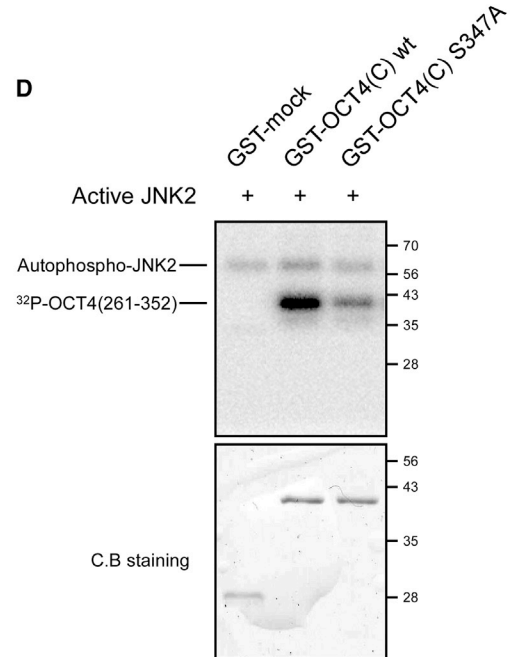 D
GST-mock
GST-OCT4(C) wt
GST-OCT4(C) S347A
Active JNK2 + + +
Autophospho-JNK2
³²P-OCT4(261-352)
70
56
43
35
28
C.B staining
56
43
35
28